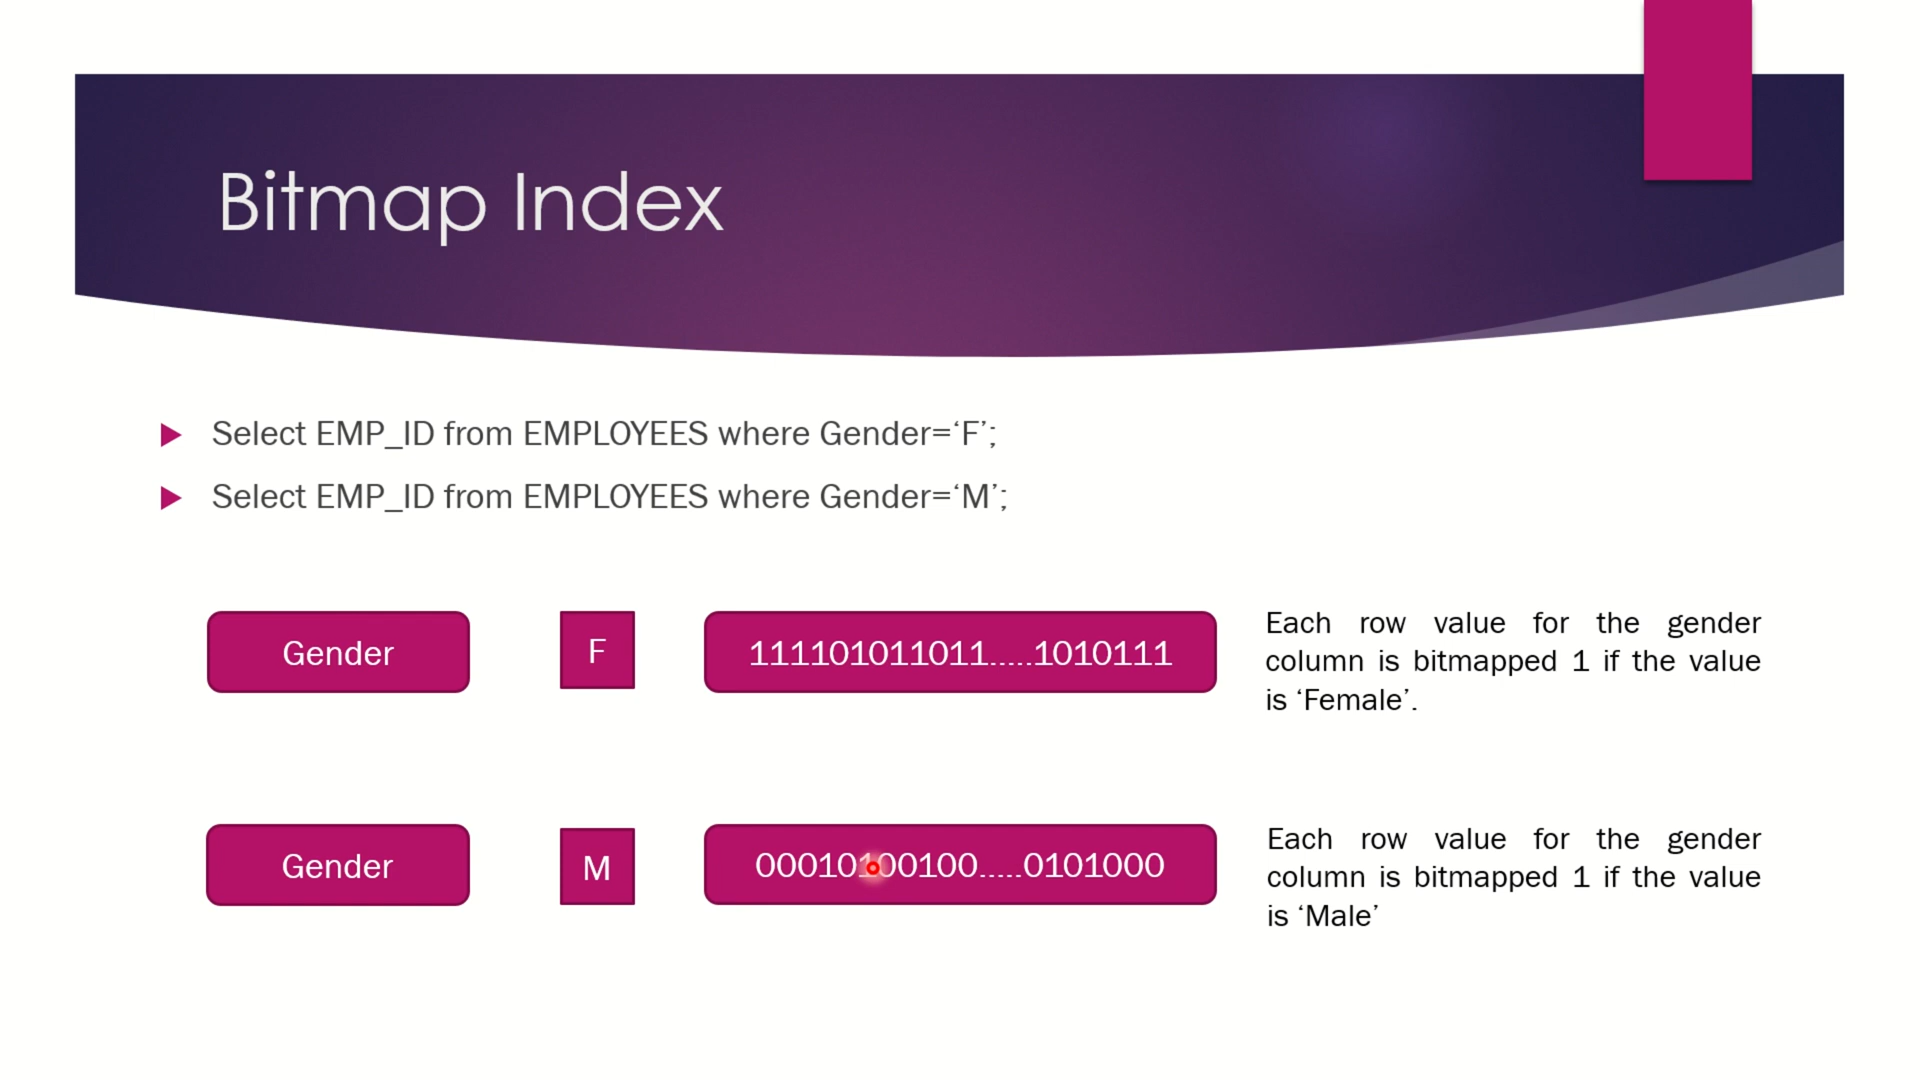 Bitmap Index
Select EMP_ID from EMPLOYEES where Gender=‘F’;
Select EMP_ID from EMPLOYEES where Gender=‘M’;
Gender
F
111101011011.....1010111
Each row value for the gender
column is bitmapped 1 if the value
is ‘Female’.
Gender
M
00010100100.....0101000
Each row value for the gender
column is bitmapped 1 if the value
is ‘Male’